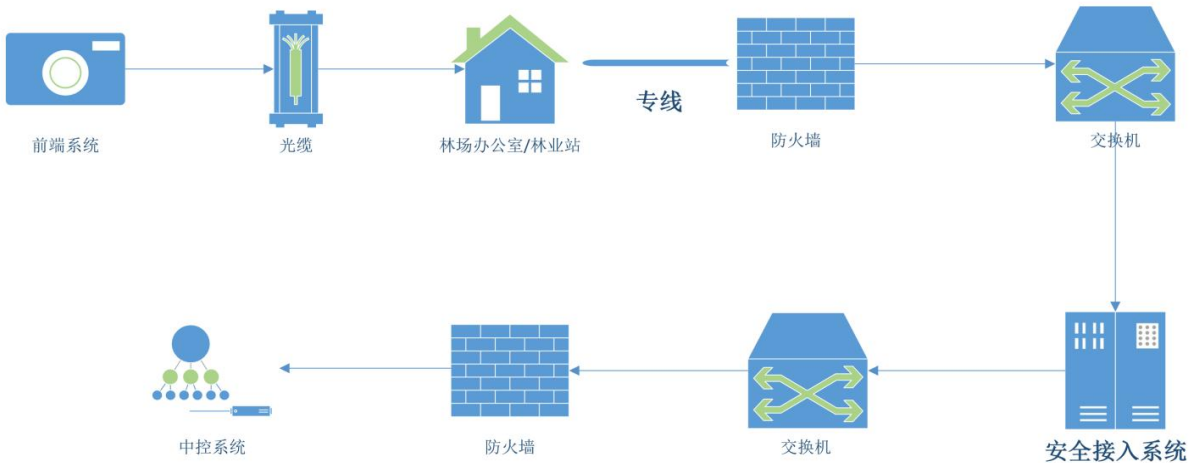 专线
前端系统
光缆
林场办公室/林业站
防火墙
交换机
中控系统
防火墙
交换机
安全接入系统